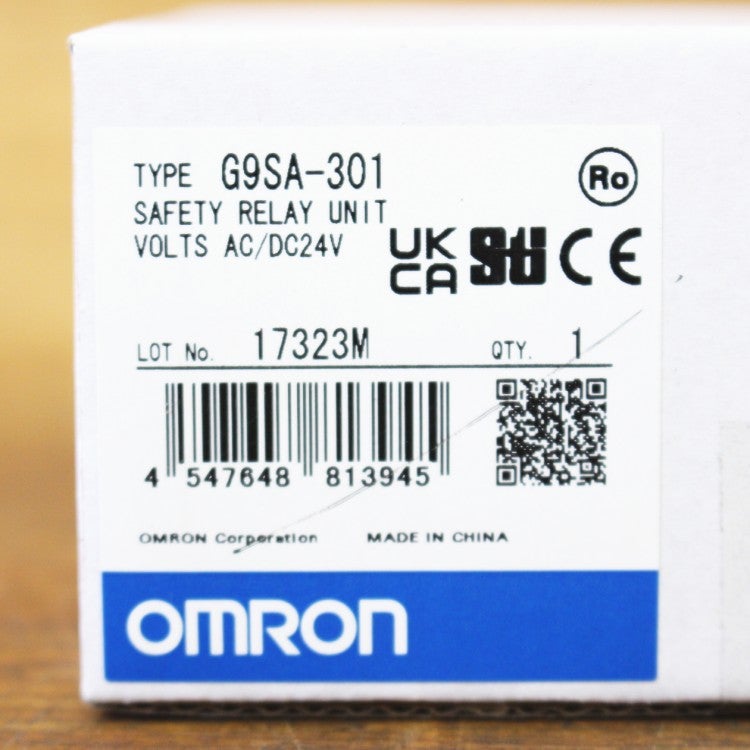 TYPE G9SA-301
Ro
SAFETY RELAY UNIT
VOLTS AC/DC24V
UK
CA
Sti
CE
LOT No. 17323M QTY. 1
4 547648 813945
OMRON Corporation MADE IN CHINA
OMRON